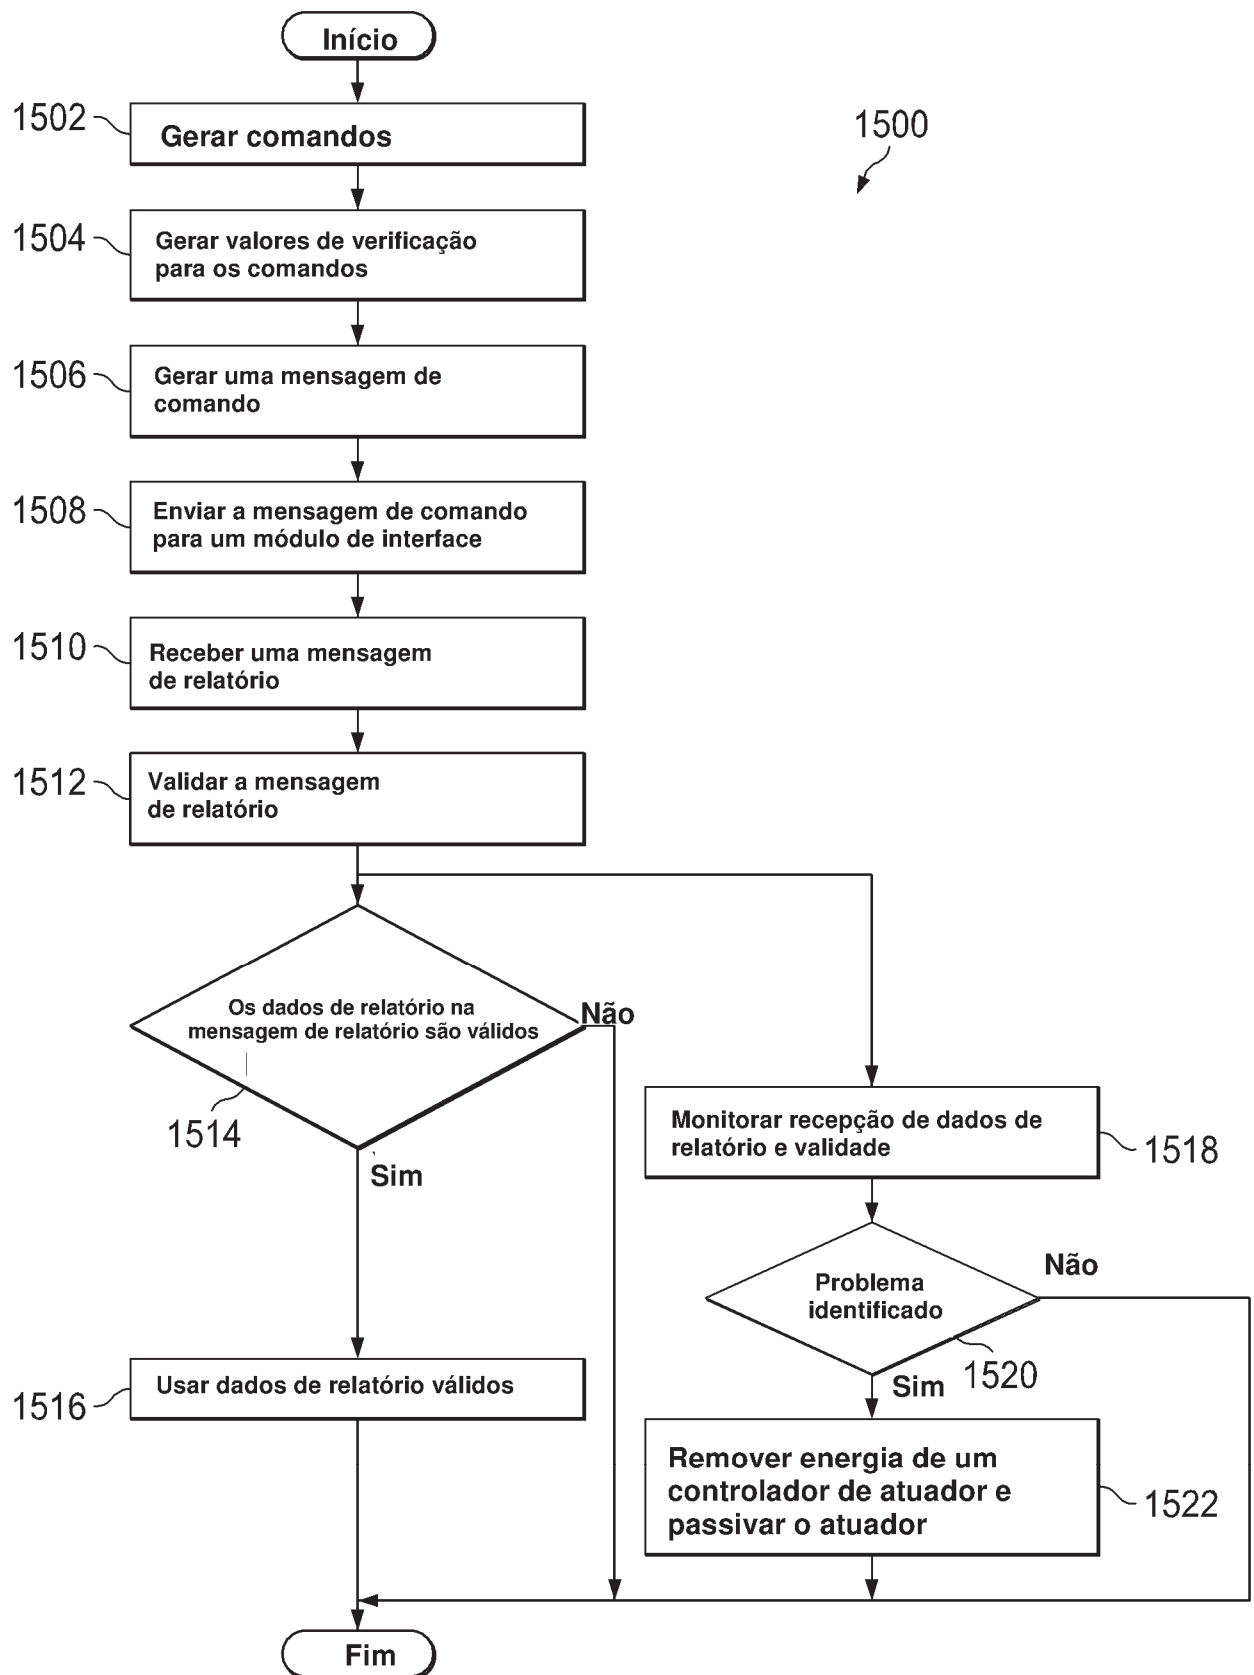 Início
1502
Gerar comandos
1500
1504
Gerar valores de verificação
para os comandos
1506
Gerar uma mensagem de
comando
1508
Enviar a mensagem de comando
para um módulo de interface
1510
Receber uma mensagem
de relatório
1512
Validar a mensagem
de relatório
Os dados de relatório na
mensagem de relatório são válidos
Não
1514
Sim
Monitorar recepção de dados de
relatório e validade
1518
Problema
identificado
Não
1520
Sim
1516
Usar dados de relatório válidos
Remover energia de um
controlador de atuador e
passivar o atuador
1522
Fim